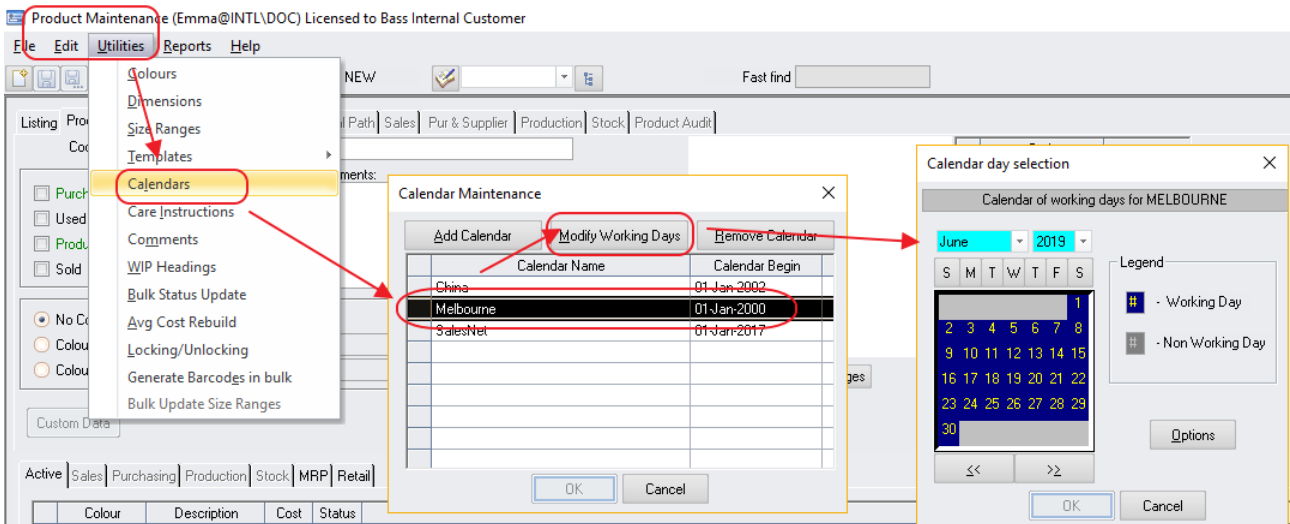 Product Maintenance (Emma@INTL\DOC) Licensed to Bass Internal Customer
File Edit Utilities Reports Help
NEW
Fast find
Colours
Dimensions
Size Ranges
Templates
Calendars
Care Instructions
Comments
WIP Headings
Bulk Status Update
Avg Cost Rebuild
Locking/Unlocking
Generate Barcodes in bulk
Bulk Update Size Ranges
Listing Path Sales Pur & Supplier Production Stock Product Audit
Used
Sold
Custom Data
Active Sales Purchasing Production Stock MRP Retail
Colour Description Cost Status
Calendar Maintenance
Add Calendar Modify Working Days Remove Calendar
Calendar Name Calendar Begin
China 01-Jan-2002
Melbourne 01-Jan-2000
SalesNet 01-Jan-2017
OK Cancel
Calendar day selection
Calendar of working days for MELBOURNE
June 2019
S M T W T F S
1
2 3 4 5 6 7 8
9 10 11 12 13 14 15
16 17 18 19 20 21 22
23 24 25 26 27 28 29
30
<< >>
Legend
# - Working Day
# - Non Working Day
Options
OK Cancel